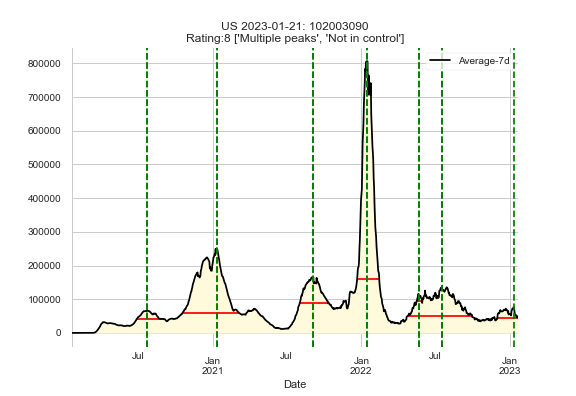 US 2023-01-21: 102003090
Rating:8 ['Multiple peaks', 'Not in control']
Average-7d
800000
700000
600000
500000
400000
300000
200000
100000
0
Jul
Jan
2021
Jul
Jan
2022
Jul
Jan
2023
Date